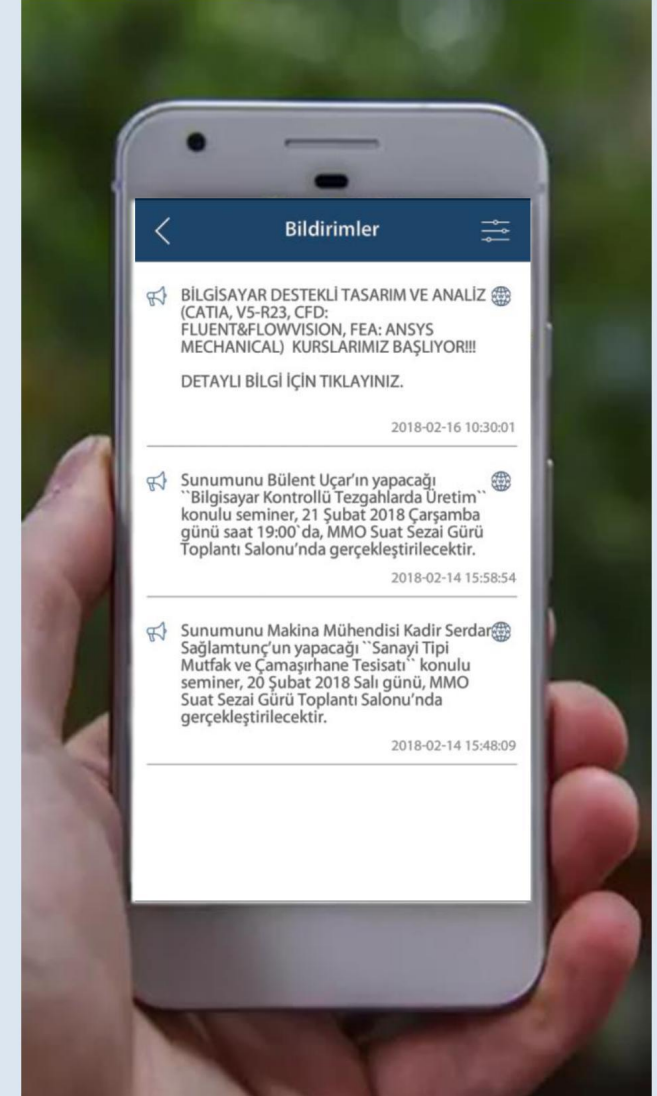 Bildirimler
BİLGİSAYAR DESTEKLİ TASARIM VE ANALİZ
(CATIA, V5-R23, CFD:
FLUENT&FLOWVISION, FEA: ANSYS
MECHANICAL)  KURSLARIMIZ BAŞLIYOR!!!
DETAYLI BİLGİ İÇİN TIKLAYINIZ.
2018-02-16 10:30:01
Sunumunu Bülent Uçar’ın yapacağı
``Bilgisayar Kontrollü Tezgahlarda Üretim``
konulu seminer, 21 Şubat 2018 Çarşamba
günü saat 19:00`da, MMO Suat Sezai Gürü
Toplantı Salonu’nda gerçekleştirilecektir.
2018-02-14 15:58:54
Sunumunu Makina Mühendisi Kadir Serdar
Sağlamtunç’un yapacağı ``Sanayi Tipi
Mutfak ve Çamaşırhane Tesisatı`` konulu
seminer, 20 Şubat 2018 Salı günü, MMO
Suat Sezai Gürü Toplantı Salonu’nda
gerçekleştirilecektir.
2018-02-14 15:48:09